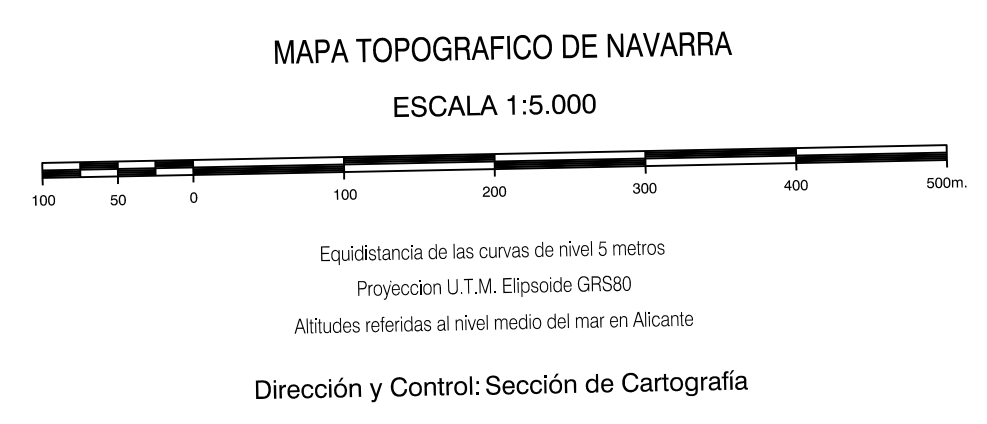 MAPA TOPOGRAFICO DE NAVARRA
ESCALA 1:5.000
100 50 0 100 200 300 400 500m.
Equidistancia de las curvas de nivel 5 metros
Proyeccion U.T.M. Elipsoide GRS80
Altitudes referidas al nivel medio del mar en Alicante
Dirección y Control: Sección de Cartografía